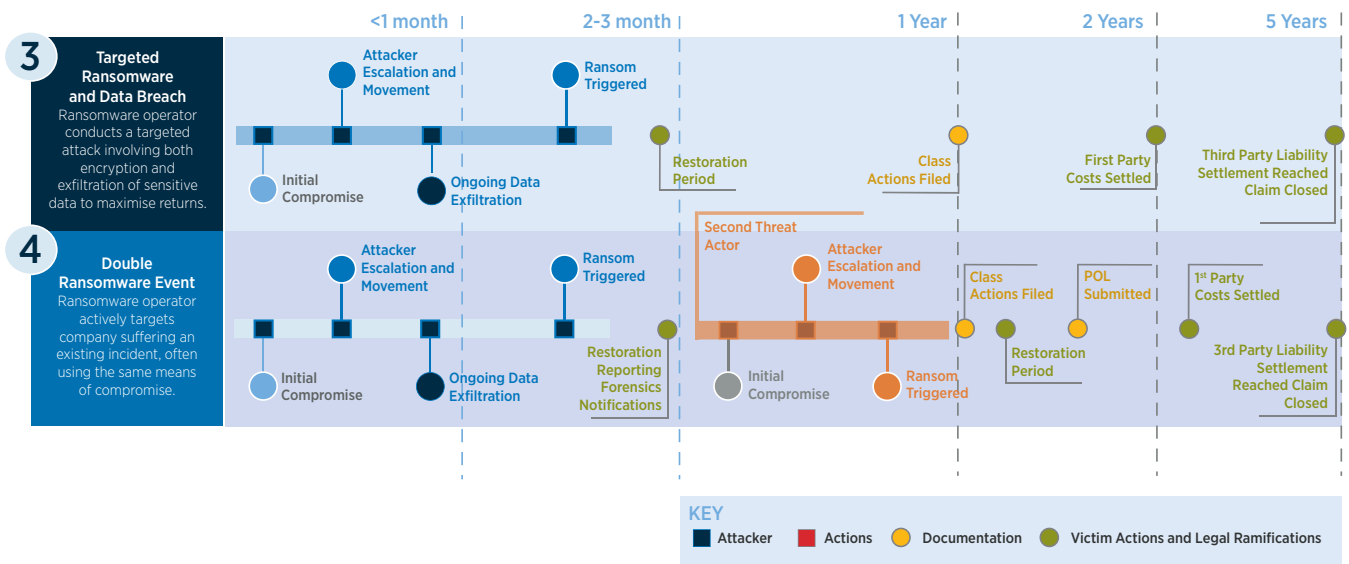 <1 month
2-3 month
1 Year
2 Years
5 Years
3
Targeted
Ransomware
and Data Breach
Ransomware operator
conducts a targeted
attack involving both
encryption and
exfiltration of sensitive
data to maximise returns.
Attacker
Escalation and
Movement
Ransom
Triggered
Initial
Compromise
Ongoing Data
Exfiltration
Restoration
Period
Class
Actions Filed
First Party
Costs Settled
Third Party Liability
Settlement Reached
Claim Closed
4
Double
Ransomware Event
Ransomware operator
actively targets
company suffering an
existing incident, often
using the same means
of compromise.
Attacker
Escalation and
Movement
Ransom
Triggered
Initial
Compromise
Ongoing Data
Exfiltration
Restoration
Reporting
Forensics
Notifications
Second Threat
Actor
Attacker
Escalation and
Movement
Initial
Compromise
Ransom
Triggered
Class
Actions Filed
Restoration
Period
POL
Submitted
1st Party
Costs Settled
3rd Party Liability
Settlement
Reached Claim
Closed
KEY
Attacker
Actions
Documentation
Victim Actions and Legal Ramifications